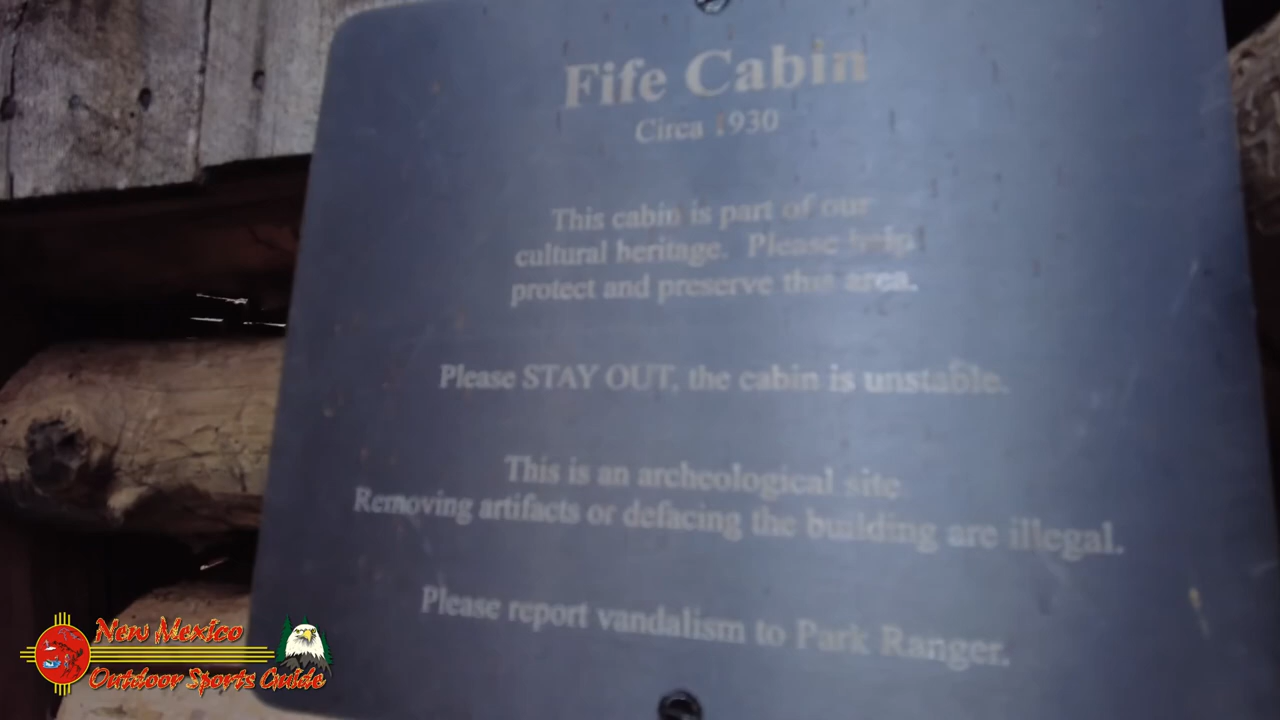 Fife Cabin
Circa 1930
This cabin is part of our
cultural heritage. Please help
protect and preserve this area.
Please STAY OUT, the cabin is unstable.
This is an archeological site.
Removing artifacts or defacing the building are illegal.
Please report vandalism to Park Ranger.
New Mexico
Outdoor Sports Guide